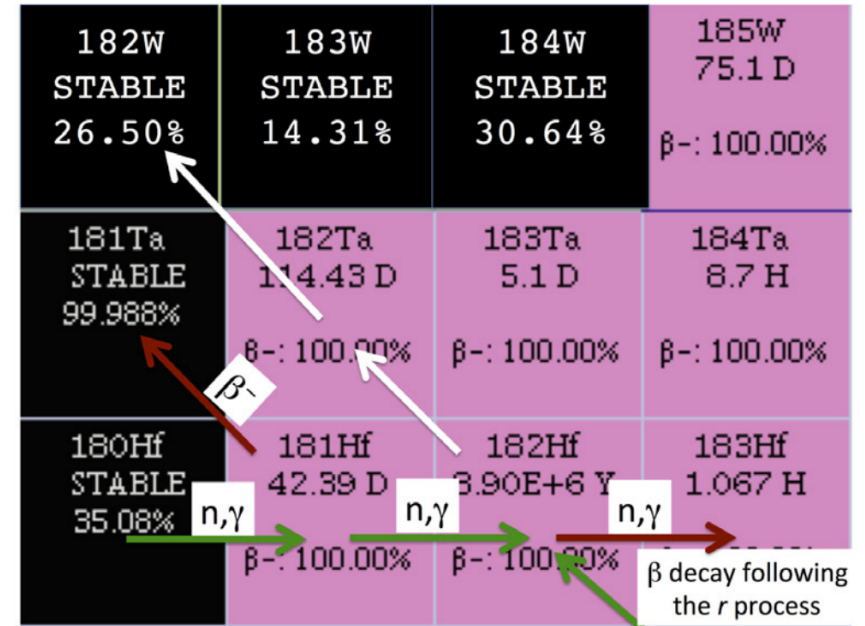 182W
STABLE
26.50%
183W
STABLE
14.31%
184W
STABLE
30.64%
185W
75.1 D
β-: 100.00%
181Ta
STABLE
99.988%
182Ta
114.43 D
β-: 100.00%
183Ta
5.1 D
β-: 100.00%
184Ta
8.7 H
β-: 100.00%
β-
180Hf
STABLE
35.08%
n,γ
181Hf
42.39 D
β-: 100.00%
n,γ
182Hf
8.90E+6 Y
β-: 100.00%
n,γ
183Hf
1.067 H
β decay following
the r process